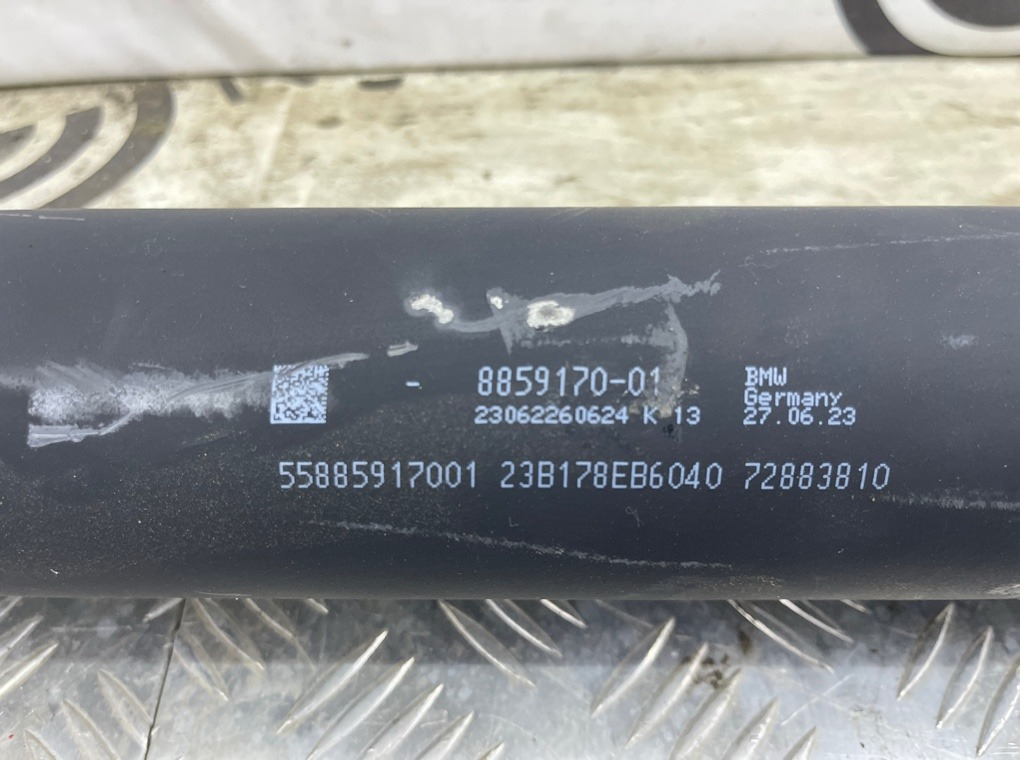 - 8859170-01
23062260624 K 13
BMW
Germany
27.06.23
55885917001 23B178EB6040 72883810